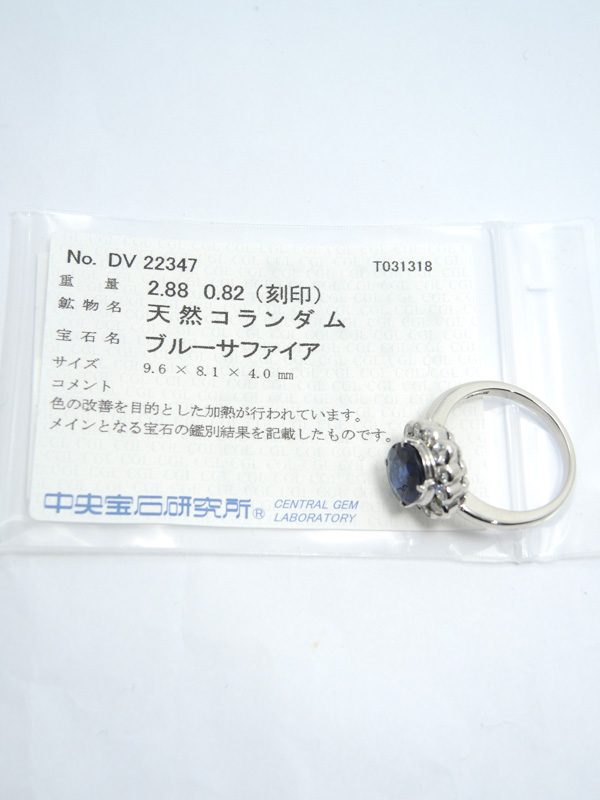 No. DV 22347 T031318
重量 2.88 0.82（刻印）
鉱物名 天然コランダム
宝石名 ブルーサファイア
サイズ 9.6 × 8.1 × 4.0 mm
コメント
色の改善を目的とした加熱が行われています。
メインとなる宝石の鑑別結果を記載したものです。
中央宝石研究所® CENTRAL GEM
LABORATORY